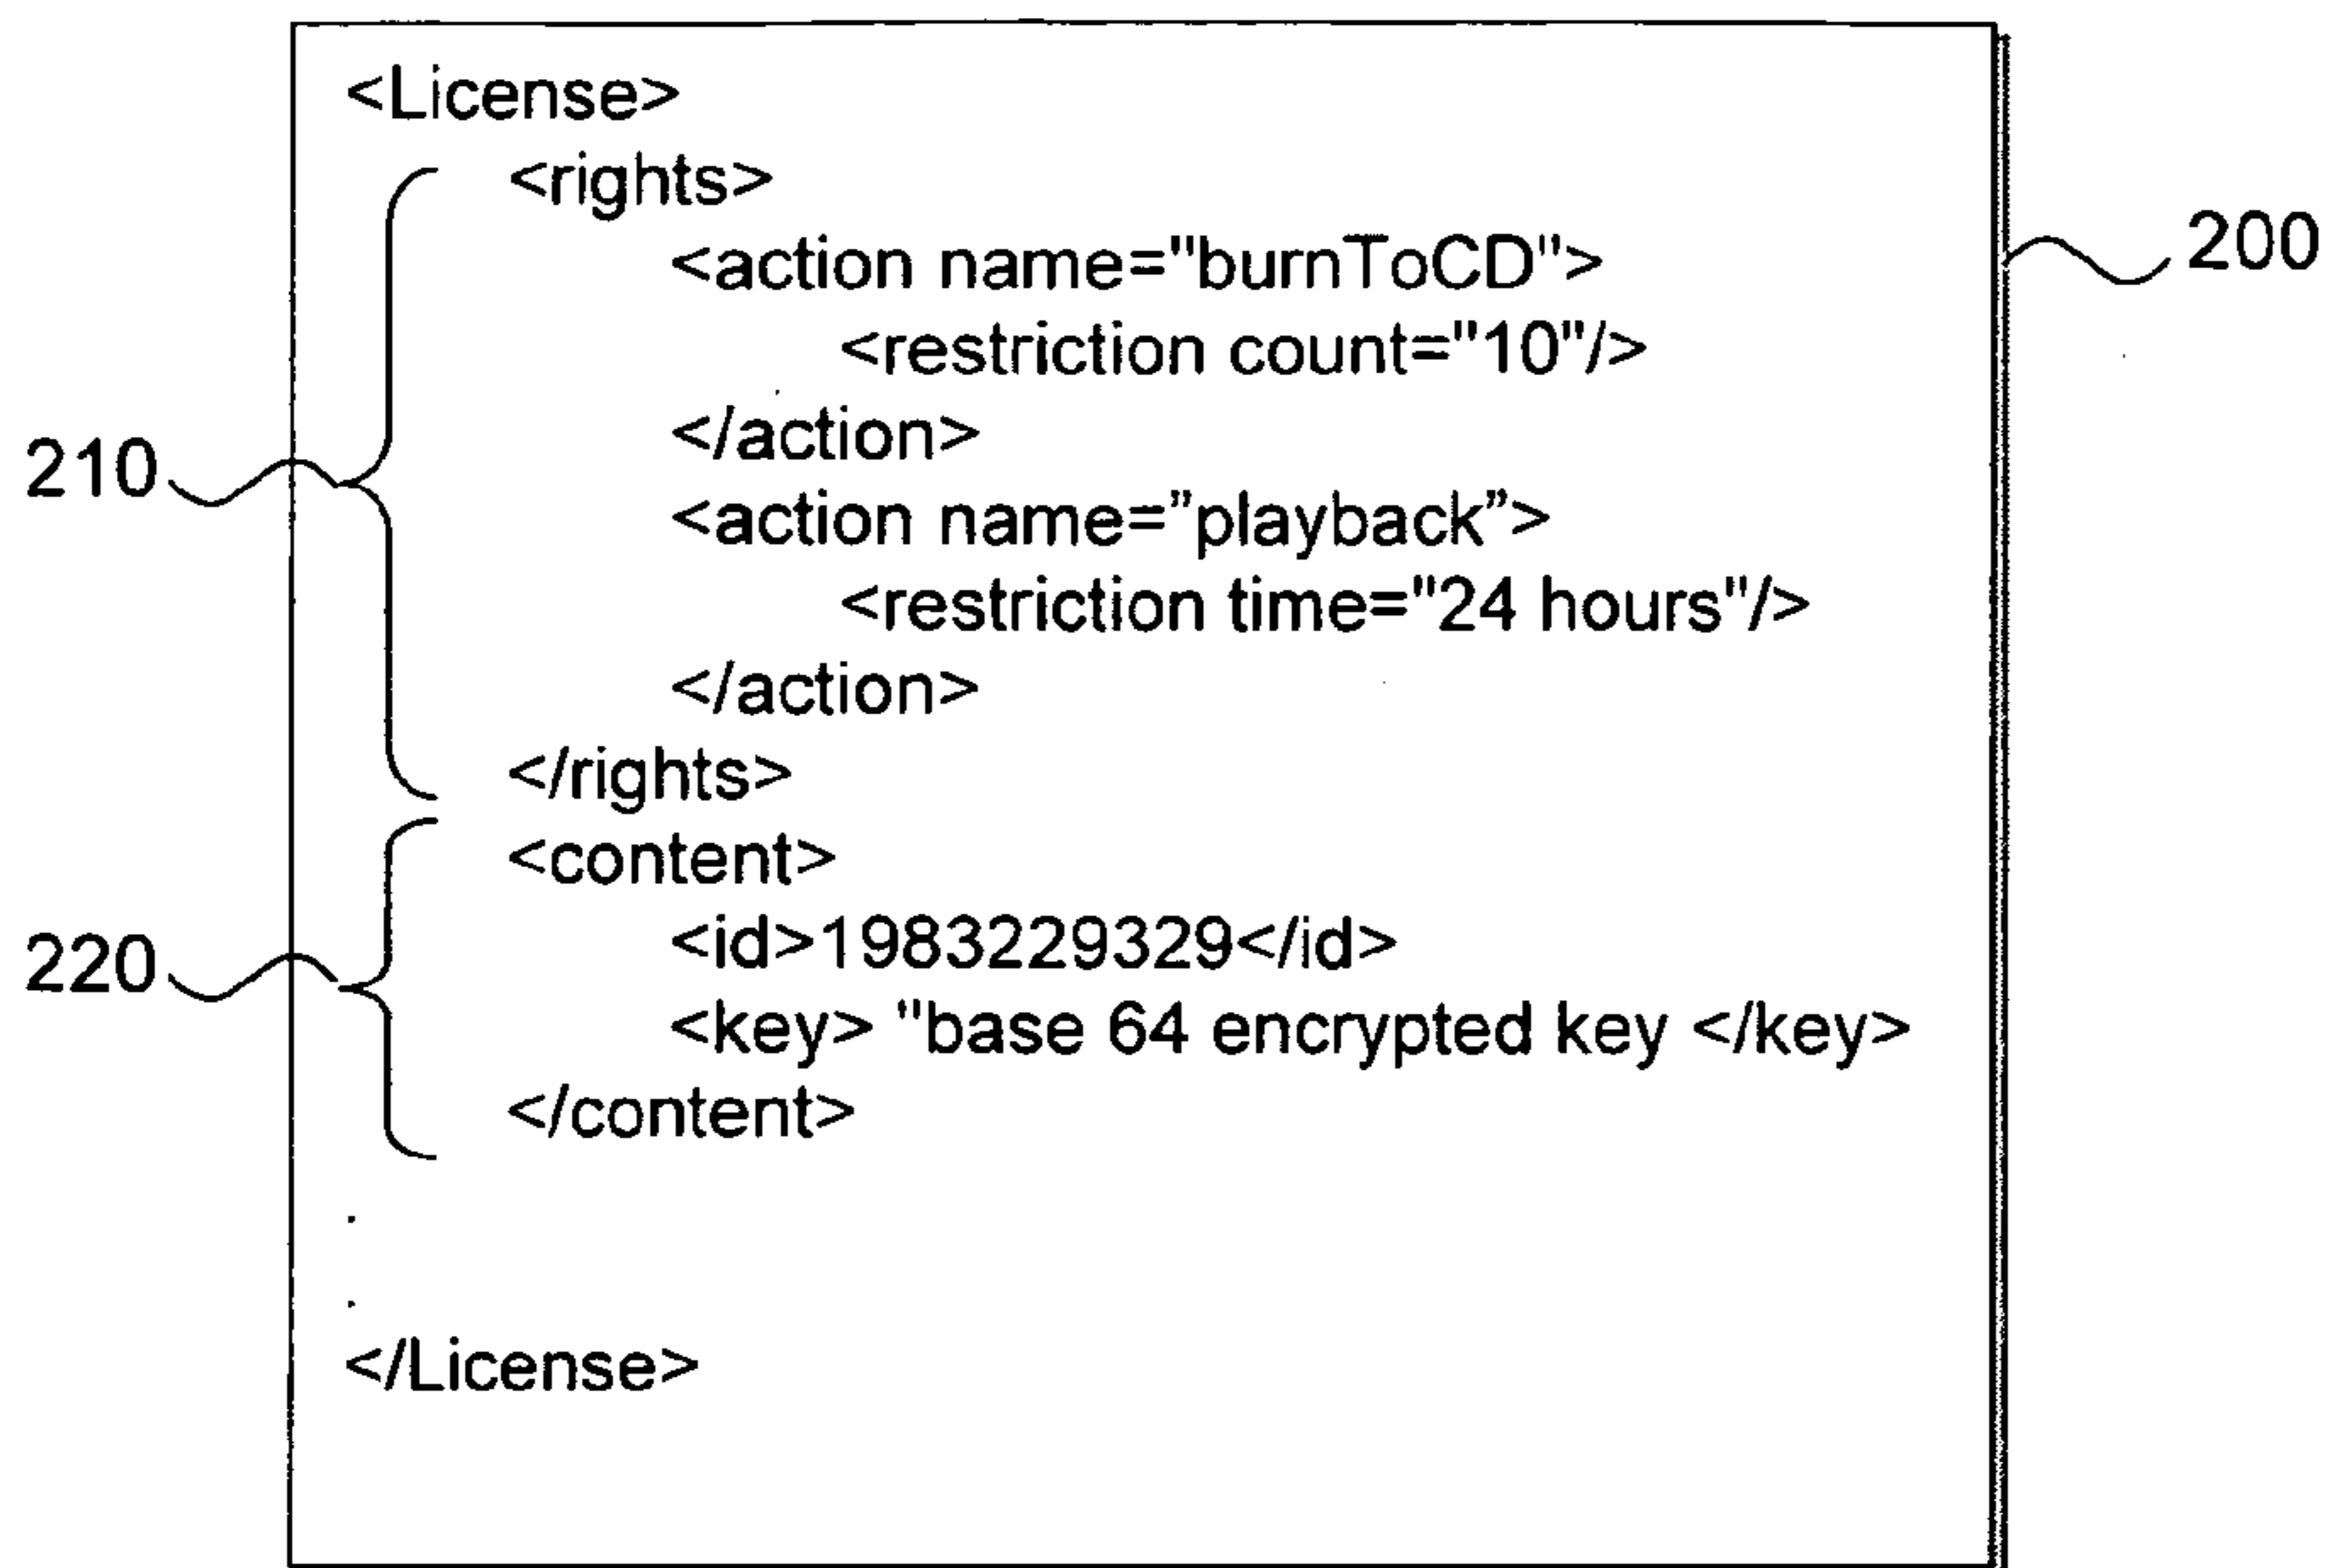 <License>
<rights>
<action name="burnToCD"> 200
<restriction count="10"/>
</action>
210
<action name=”playback”>
<restriction time="24 hours"/>
</action>
</rights>
<content>
<id>1983229329</id>
220
<key> "base 64 encrypted key </key>
</content>
.
.
</License>